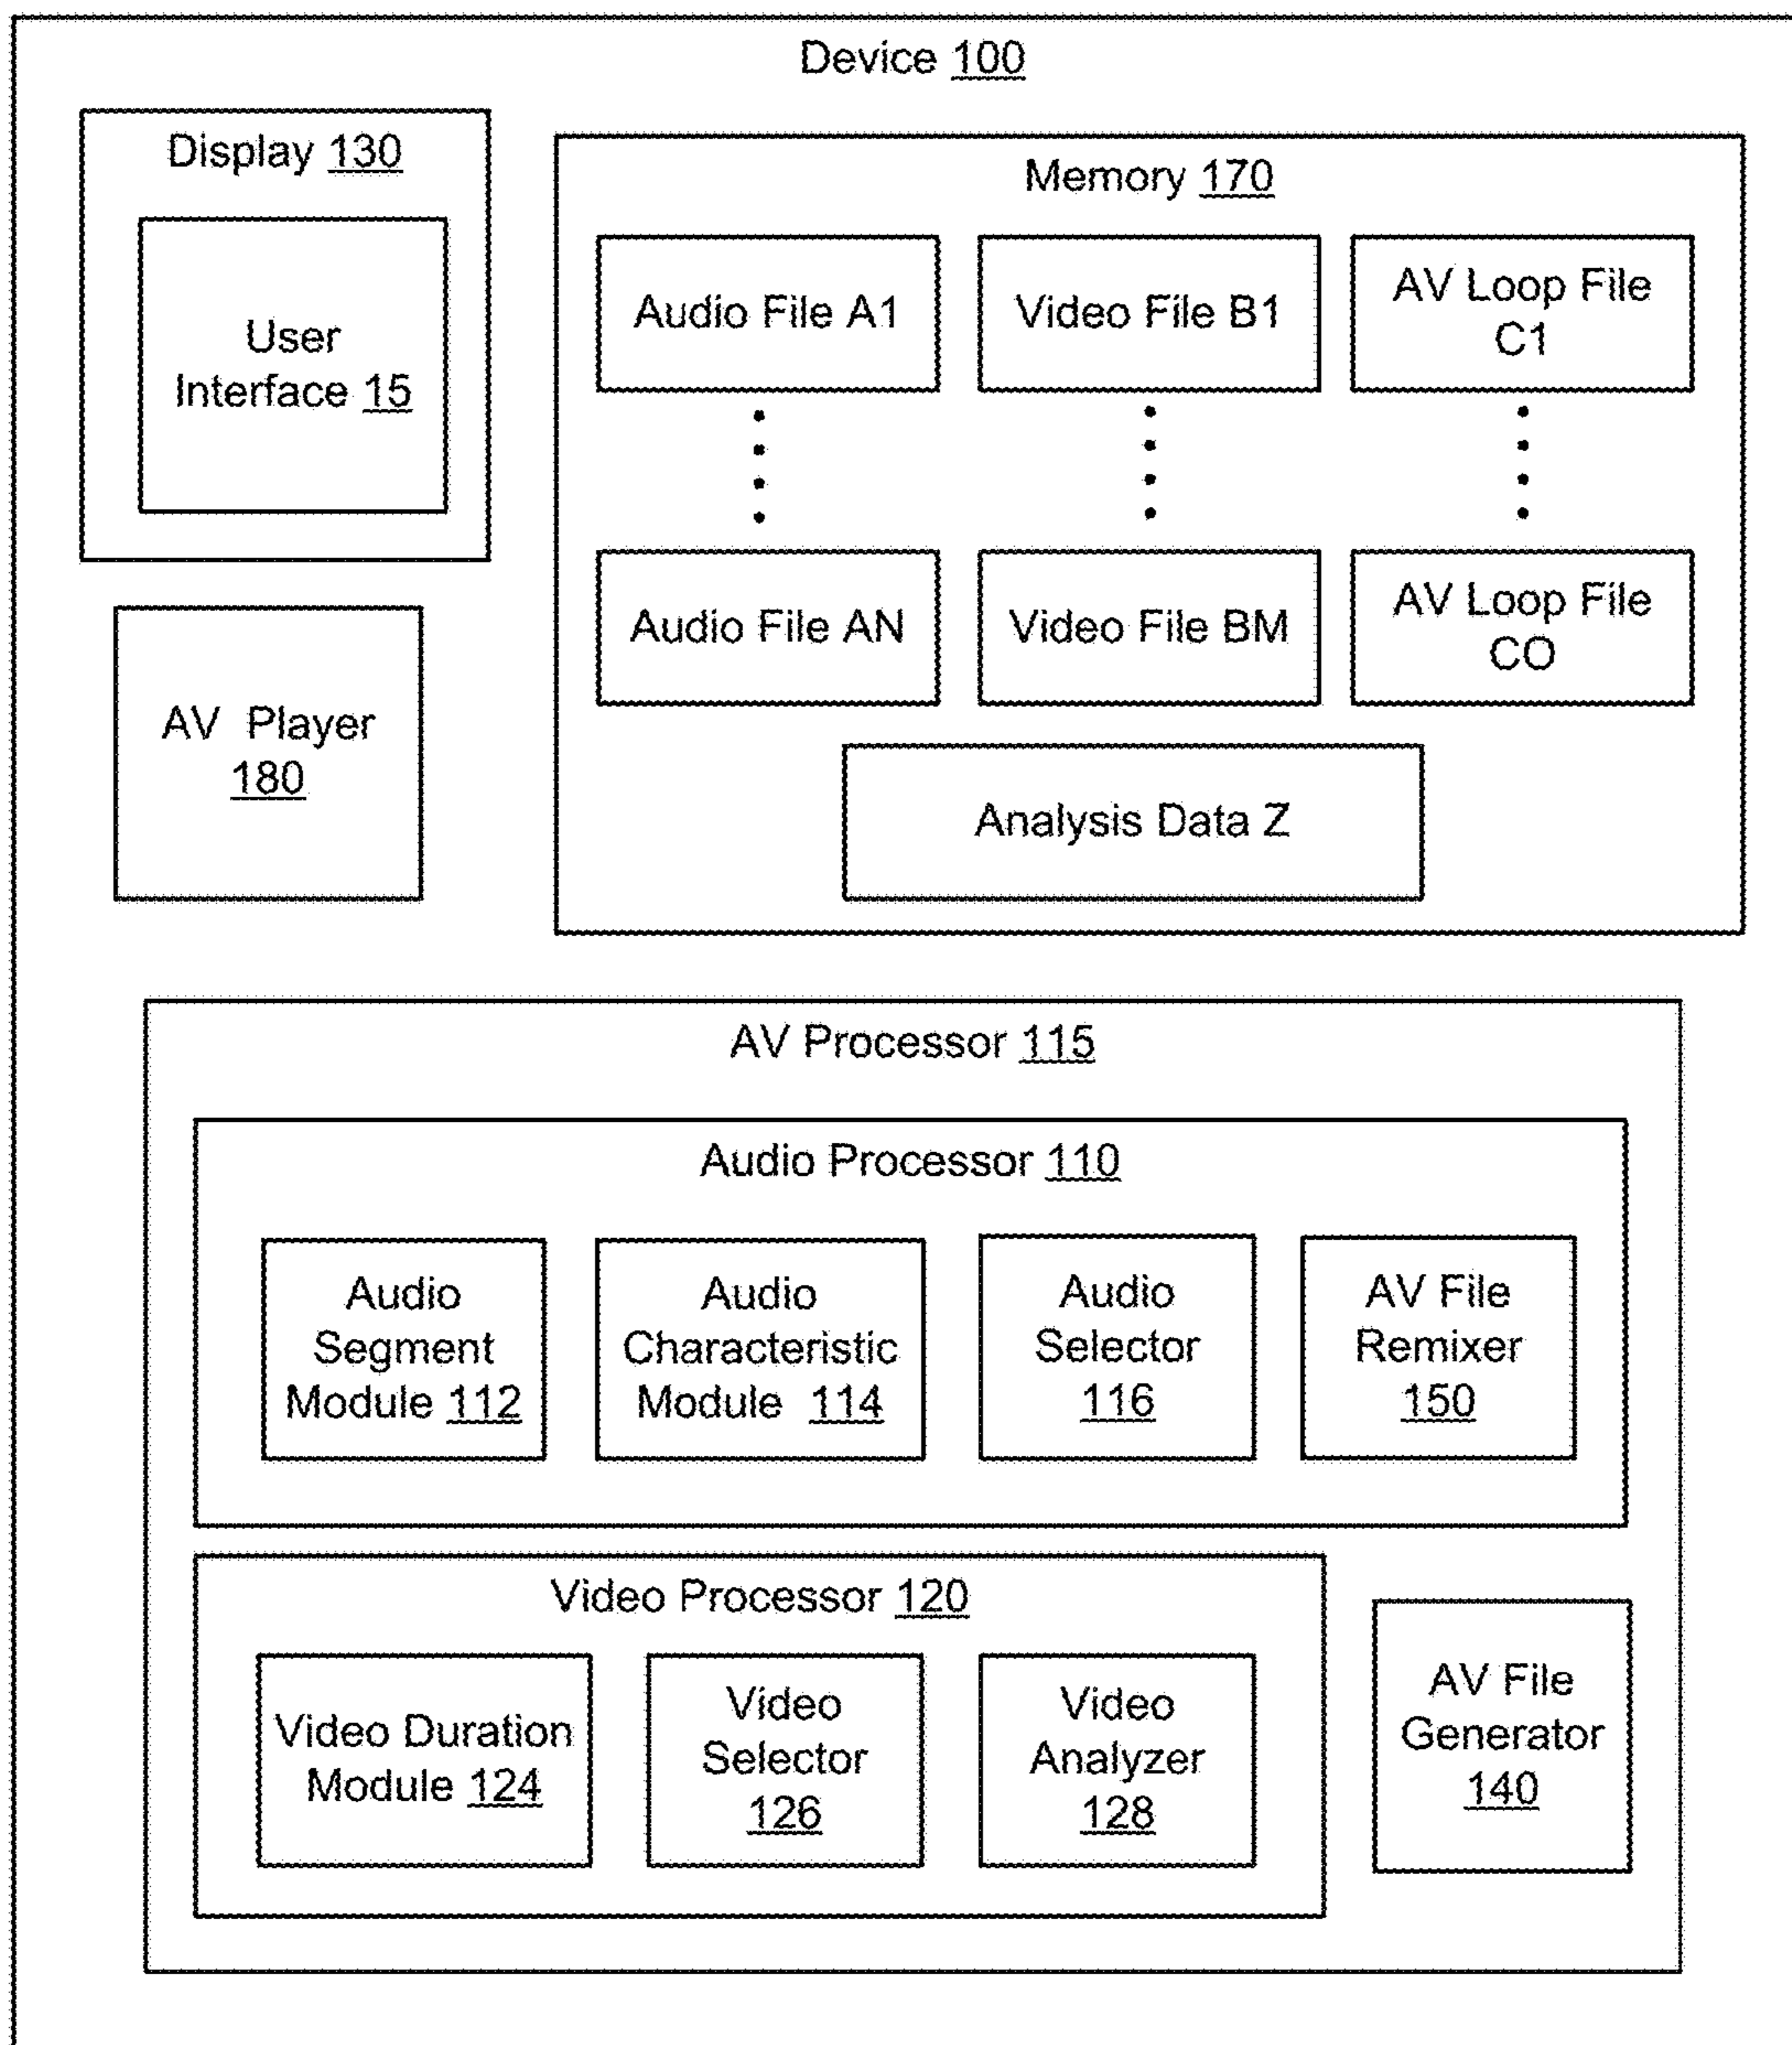 Device 100
Display 130
User
Interface 15
Memory 170
Audio File A1
Video File B1
AV Loop File
C1
Audio File AN
Video File BM
AV Loop File
CO
Analysis Data Z
AV Player
180
AV Processor 115
Audio Processor 110
Audio
Segment
Module 112
Audio
Characteristic
Module 114
Audio
Selector
116
AV File
Remixer
150
Video Processor 120
Video Duration
Module 124
Video
Selector
126
Video
Analyzer
128
AV File
Generator
140